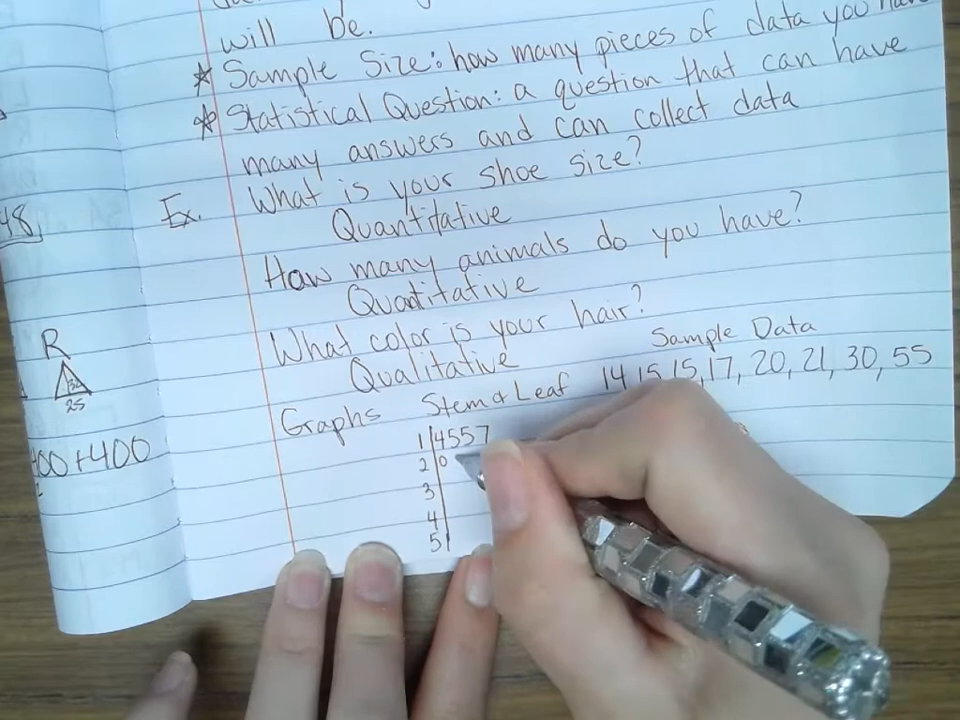 will be.
* Sample Size: how many pieces of data you have
* Statistical Question: a question that can have
many answers and can collect data
Ex. What is your shoe size?
Quantitative
48
How many animals do you have?
Quantitative
What color is your hair?
Qualitative
R
25
Sample Data
Graphs Stem & Leaf 14, 15, 15, 17, 20, 21, 30, 55
1|4557
2|0
3|
4|
5|
00+400